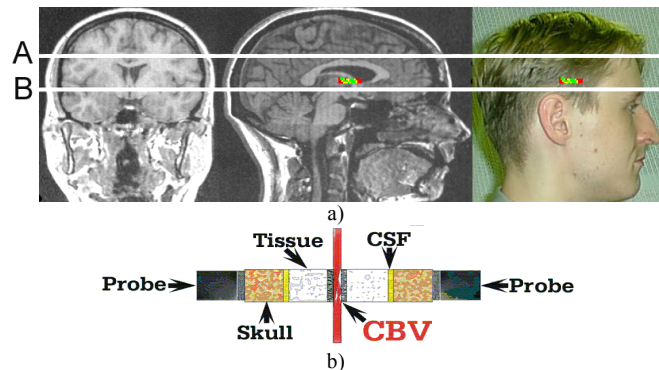 A
B
a)
Tissue
CSF
Probe
Probe
Skull
CBV
b)